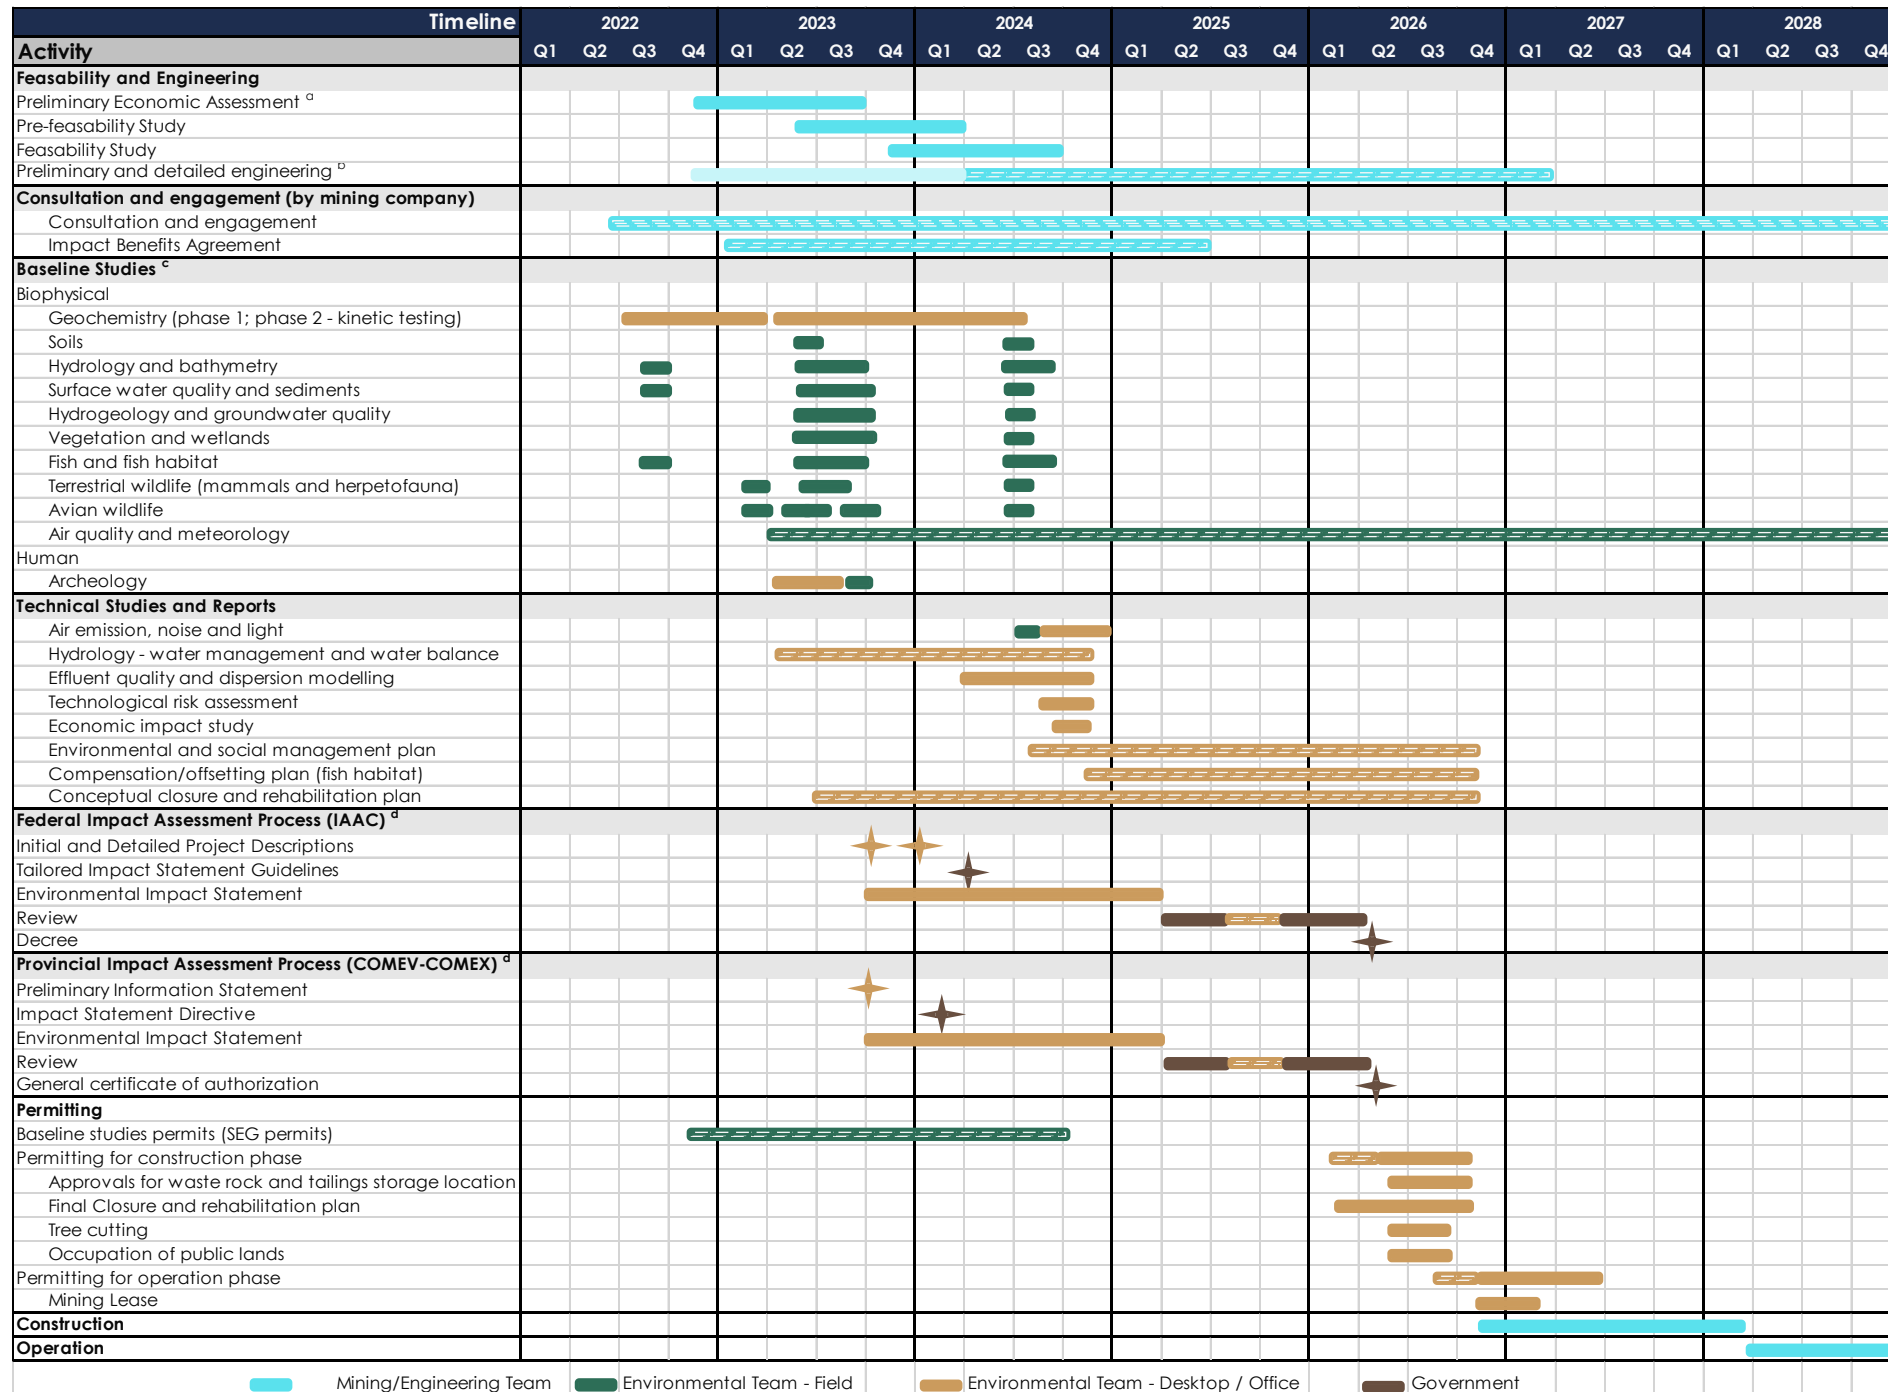 Timeline 2022 2023 2024 2025 2026 2027 2028
Activity Q1 Q2 Q3 Q4 Q1 Q2 Q3 Q4 Q1 Q2 Q3 Q4 Q1 Q2 Q3 Q4 Q1 Q2 Q3 Q4 Q1 Q2 Q3 Q4 Q1 Q2 Q3 Q4
Feasability and Engineering
Preliminary Economic Assessment a
Pre-feasability Study
Feasability Study
Preliminary and detailed engineering b
Consultation and engagement (by mining company)
Consultation and engagement
Impact Benefits Agreement
Baseline Studies c
Biophysical
Geochemistry (phase 1; phase 2 - kinetic testing)
Soils
Hydrology and bathymetry
Surface water quality and sediments
Hydrogeology and groundwater quality
Vegetation and wetlands
Fish and fish habitat
Terrestrial wildlife (mammals and herpetofauna)
Avian wildlife
Air quality and meteorology
Human
Archeology
Technical Studies and Reports
Air emission, noise and light
Hydrology - water management and water balance
Effluent quality and dispersion modelling
Technological risk assessment
Economic impact study
Environmental and social management plan
Compensation/offsetting plan (fish habitat)
Conceptual closure and rehabilitation plan
Federal Impact Assessment Process (IAAC) d
Initial and Detailed Project Descriptions
Tailored Impact Statement Guidelines
Environmental Impact Statement
Review
Decree
Provincial Impact Assessment Process (COMEV-COMEX) d
Preliminary Information Statement
Impact Statement Directive
Environmental Impact Statement
Review
General certificate of authorization
Permitting
Baseline studies permits (SEG permits)
Permitting for construction phase
Approvals for waste rock and tailings storage location
Final Closure and rehabilitation plan
Tree cutting
Occupation of public lands
Permitting for operation phase
Mining Lease
Construction
Operation
Mining/Engineering Team Environmental Team - Field Environmental Team - Desktop / Office Government